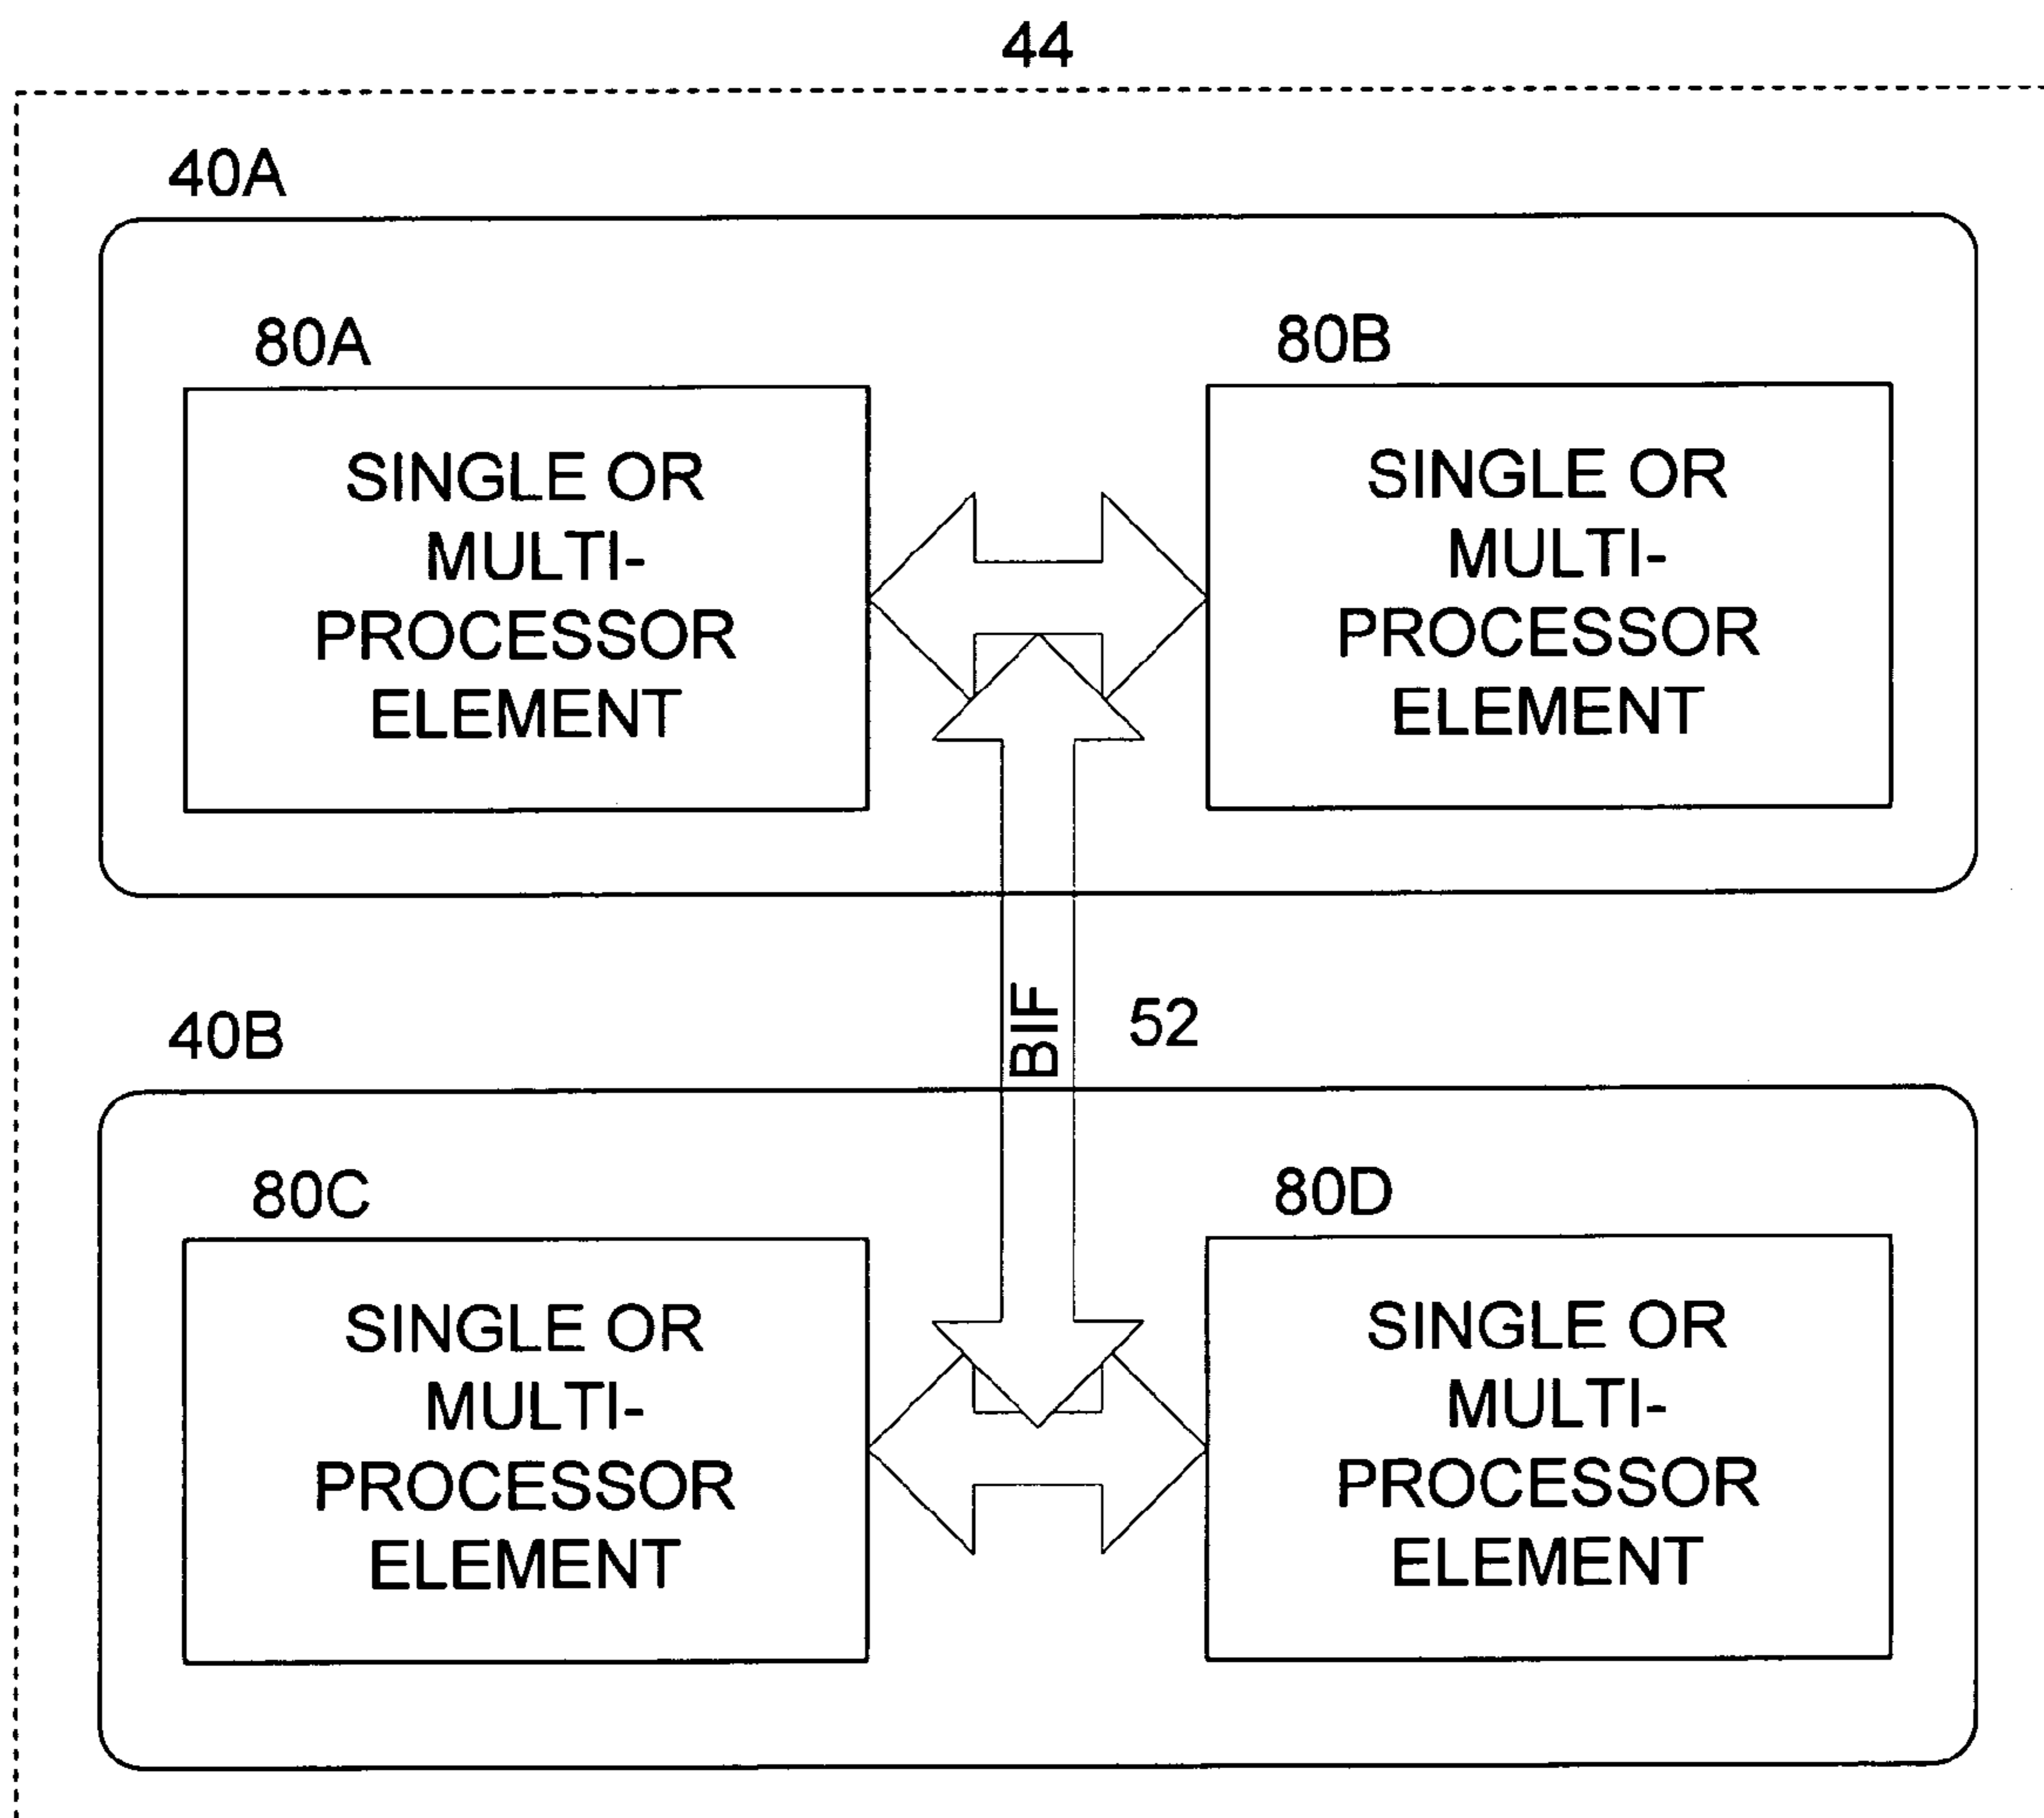 44
40A
80A
80B
SINGLE OR
MULTI-
PROCESSOR
ELEMENT
SINGLE OR
MULTI-
PROCESSOR
ELEMENT
BIF
52
40B
80C
80D
SINGLE OR
MULTI-
PROCESSOR
ELEMENT
SINGLE OR
MULTI-
PROCESSOR
ELEMENT